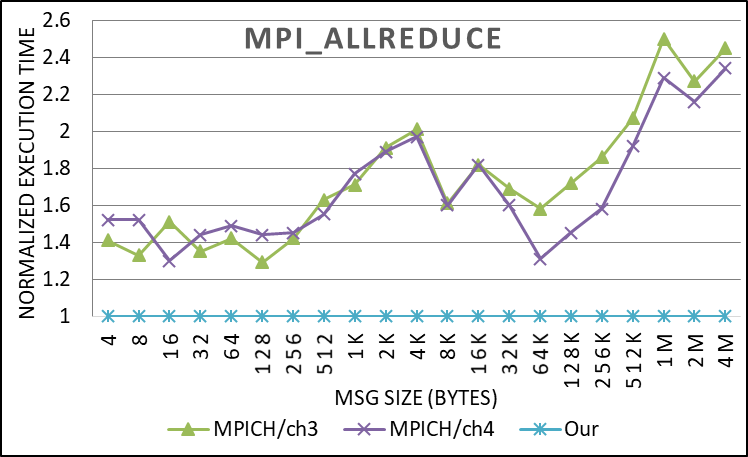 MPI_ALLREDUCE
NORMALIZED EXECUTION TIME
2.6
2.4
2.2
2
1.8
1.6
1.4
1.2
1
4 8 16 32 64 128 256 512 1K 2K 4K 8K 16K 32K 64K 128K 256K 512K 1M 2M 4M
MSG SIZE (BYTES)
MPICH/ch3 MPICH/ch4 Our